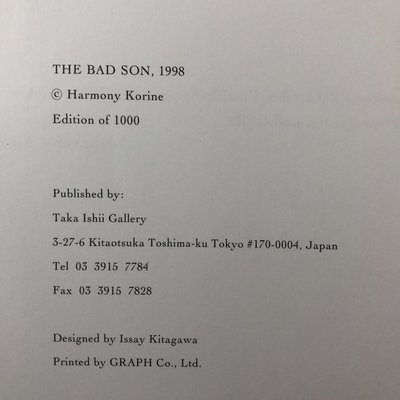 THE BAD SON, 1998
© Harmony Korine
Edition of 1000
Published by:
Taka Ishii Gallery
3-27-6 Kitaotsuka Toshima-ku Tokyo #170-0004, Japan
Tel 03 3915 7784
Fax 03 3915 7828
Designed by Issay Kitagawa
Printed by GRAPH Co., Ltd.